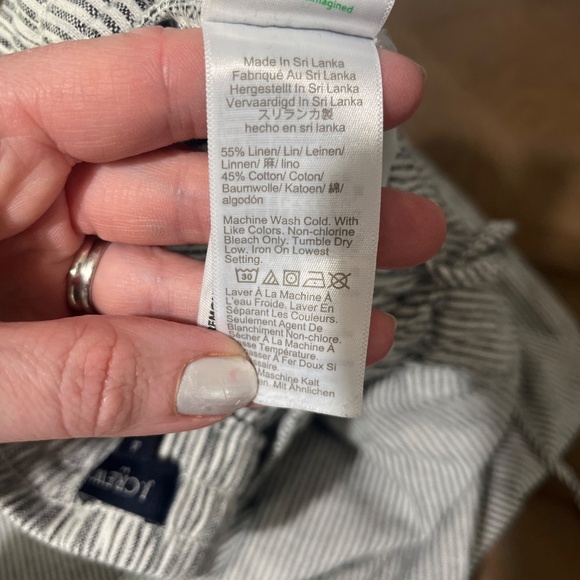 imagined
Made In Sri Lanka
Fabriqué Au Sri Lanka
Hergestellt In Sri Lanka
Vervaardigd In Sri Lanka
スリランカ製
hecho en sri lanka
55% Linen/ Lin/ Leinen/
Linnen/ 麻/ lino
45% Cotton/ Coton/
Baumwolle/ Katoen/ 綿/
algodón
Machine Wash Cold. With
Like Colors. Non-chlorine
Bleach Only. Tumble Dry
Low. Iron On Lowest
Setting.
30
Laver À La Machine À
L'eau Froide. Laver En
Séparant Les Couleurs.
Seulement Agent De
Blanchiment Non-chlore.
Sécher À La Machine À
Température.
À Fer Doux Si
Maschine Kalt
Mit Ähnlichen
J.CREW